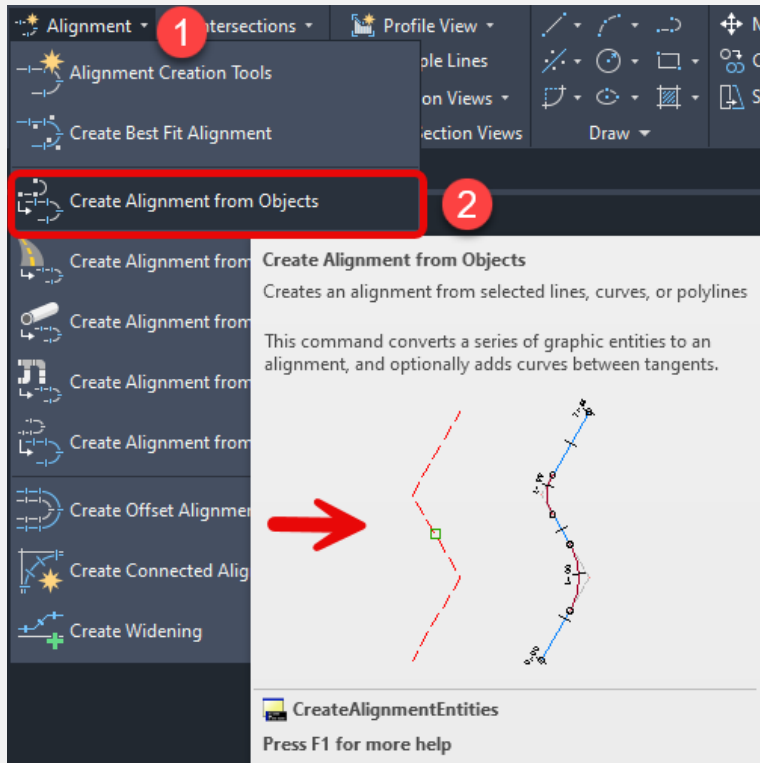 Alignment
1
tersections
Profile View
ple Lines
on Views
ection Views
Draw
Alignment Creation Tools
Create Best Fit Alignment
Create Alignment from Objects
2
Create Alignment from
Create Alignment from
Create Alignment from
Create Alignment from
Create Offset Alignmen
Create Connected Alig
Create Widening
Create Alignment from Objects
Creates an alignment from selected lines, curves, or polylines
This command converts a series of graphic entities to an
alignment, and optionally adds curves between tangents.
CreateAlignmentEntities
Press F1 for more help